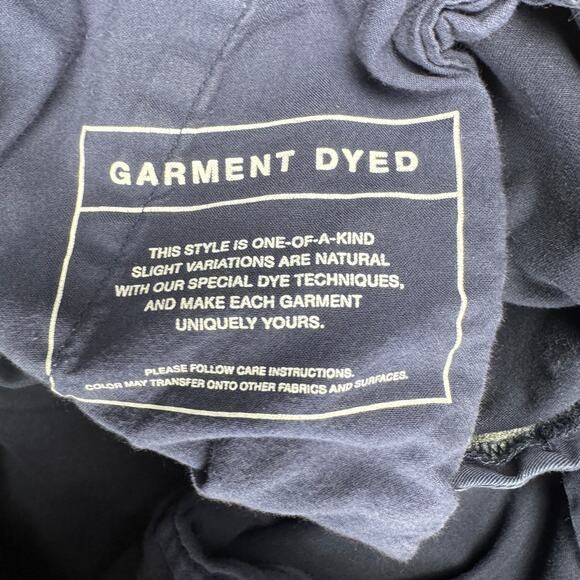 GARMENT DYED
THIS STYLE IS ONE-OF-A-KIND
SLIGHT VARIATIONS ARE NATURAL
WITH OUR SPECIAL DYE TECHNIQUES,
AND MAKE EACH GARMENT
UNIQUELY YOURS.
PLEASE FOLLOW CARE INSTRUCTIONS.
COLOR MAY TRANSFER ONTO OTHER FABRICS AND SURFACES.